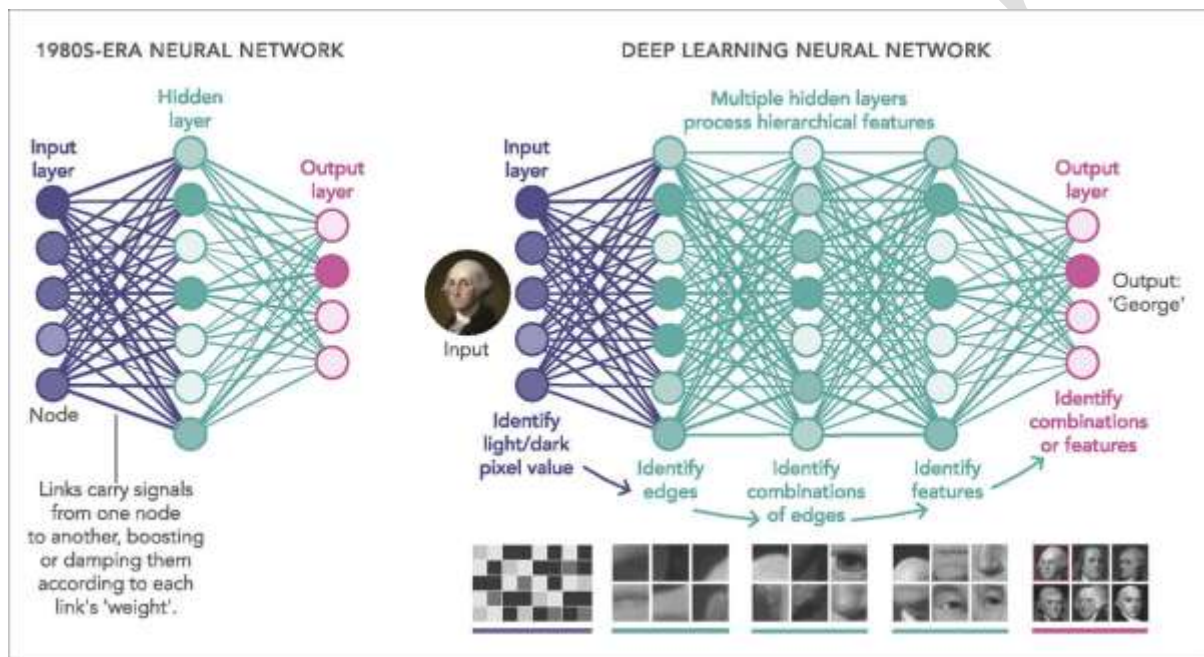 1980S-ERA NEURAL NETWORK
Hidden
layer
Input
layer
Output
layer
Node
Links carry signals
from one node
to another, boosting
or damping them
according to each
link's 'weight'.
DEEP LEARNING NEURAL NETWORK
Multiple hidden layers
process hierarchical features
Input
layer
Output
layer
Input
Output:
'George'
Identify
light/dark
pixel value
Identify
edges
Identify
combinations
of edges
Identify
features
Identify
combinations
or features